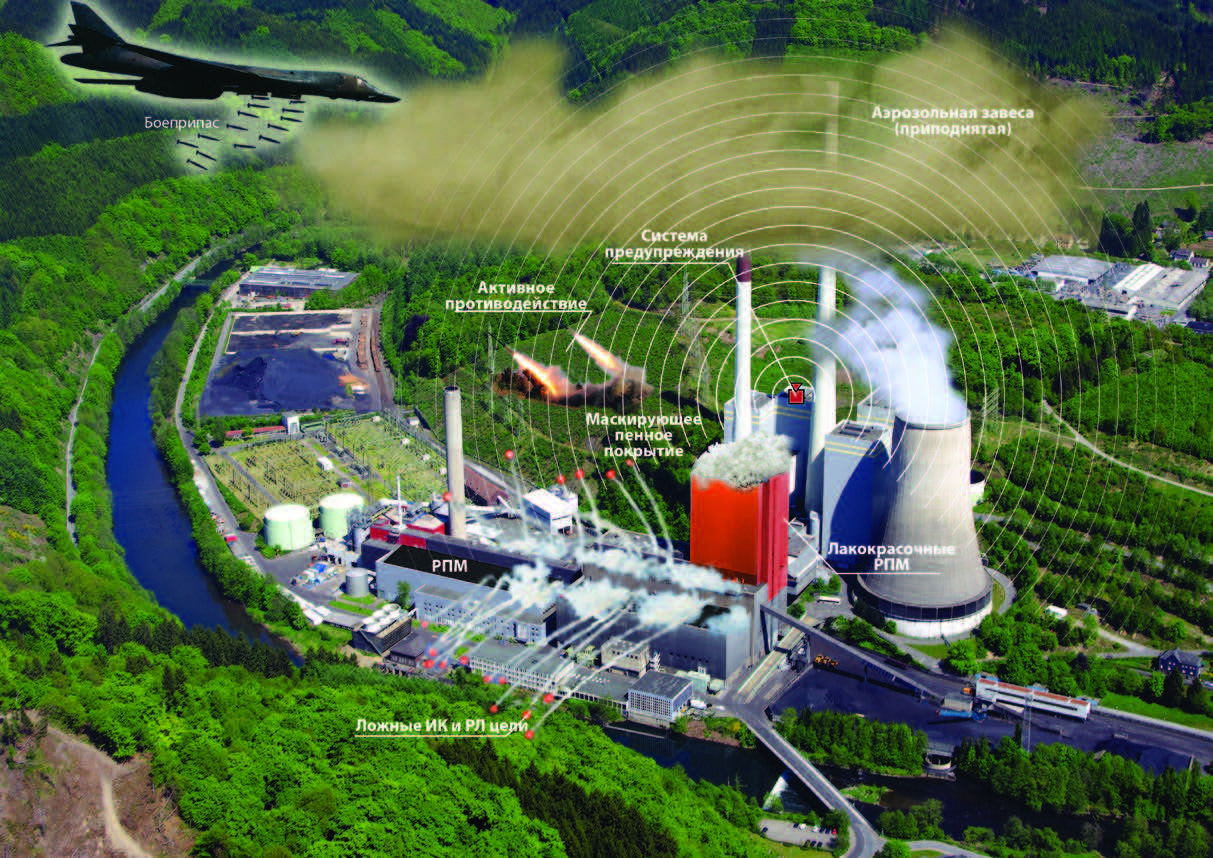 Боеприпас
Аэрозольная завеса
(приподнятая)
Система
предупреждения
Активное
противодействие
Маскирующее
пенное
покрытие
Лакокрасочные
РПМ
РПМ
Ложные ИК и РЛ цели